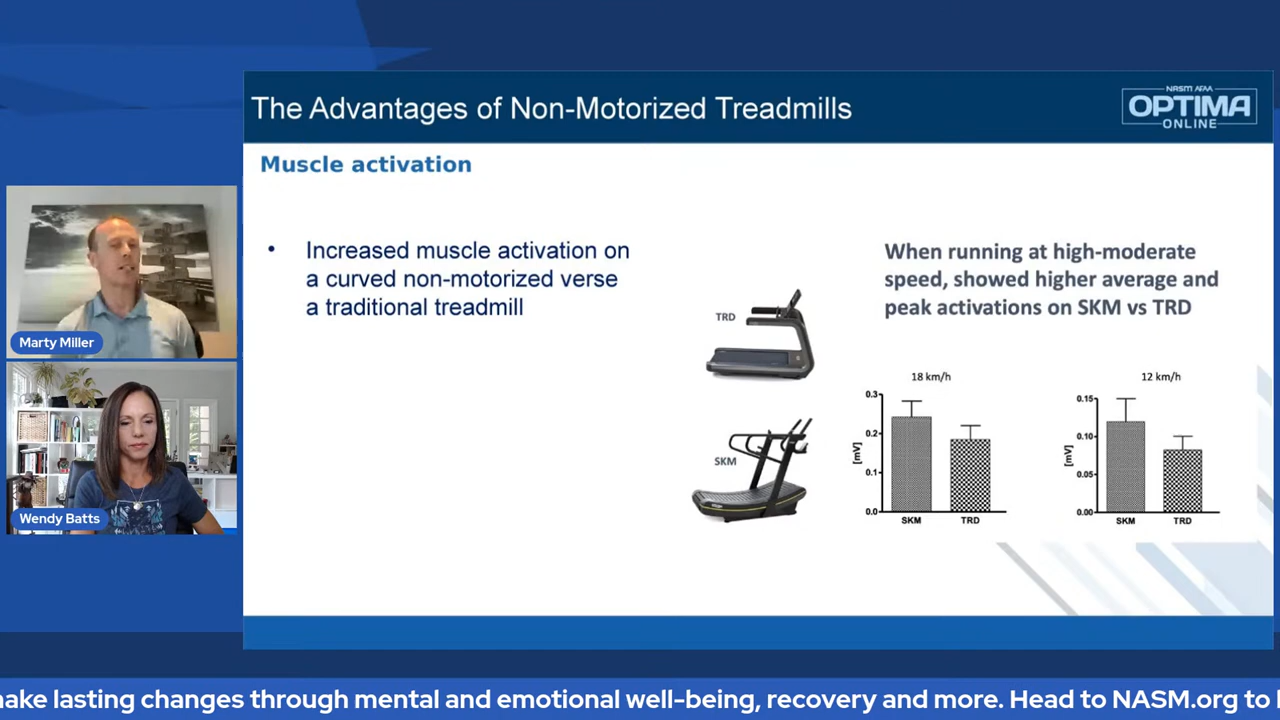 The Advantages of Non-Motorized Treadmills
NASM AFAA
OPTIMA
ONLINE
Muscle activation
• Increased muscle activation on
a curved non-motorized verse
a traditional treadmill
When running at high-moderate
speed, showed higher average and
peak activations on SKM vs TRD
TRD
SKM
18 km/h
0.3
0.2
0.1
0.0
[mV]
SKM TRD
12 km/h
0.15
0.10
0.05
0.00
[mV]
SKM TRD
Marty Miller
Wendy Batts
make lasting changes through mental and emotional well-being, recovery and more. Head to NASM.org to